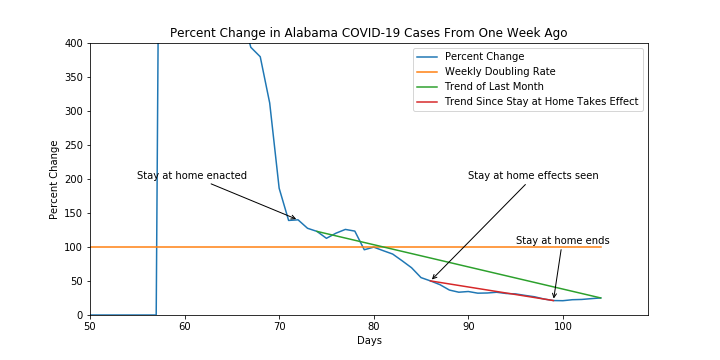 Percent Change in Alabama COVID-19 Cases From One Week Ago
400
350
300
250
200
150
100
50
0
Percent Change
Percent Change
Weekly Doubling Rate
Trend of Last Month
Trend Since Stay at Home Takes Effect
Stay at home enacted
Stay at home effects seen
Stay at home ends
50
60
70
80
90
100
Days